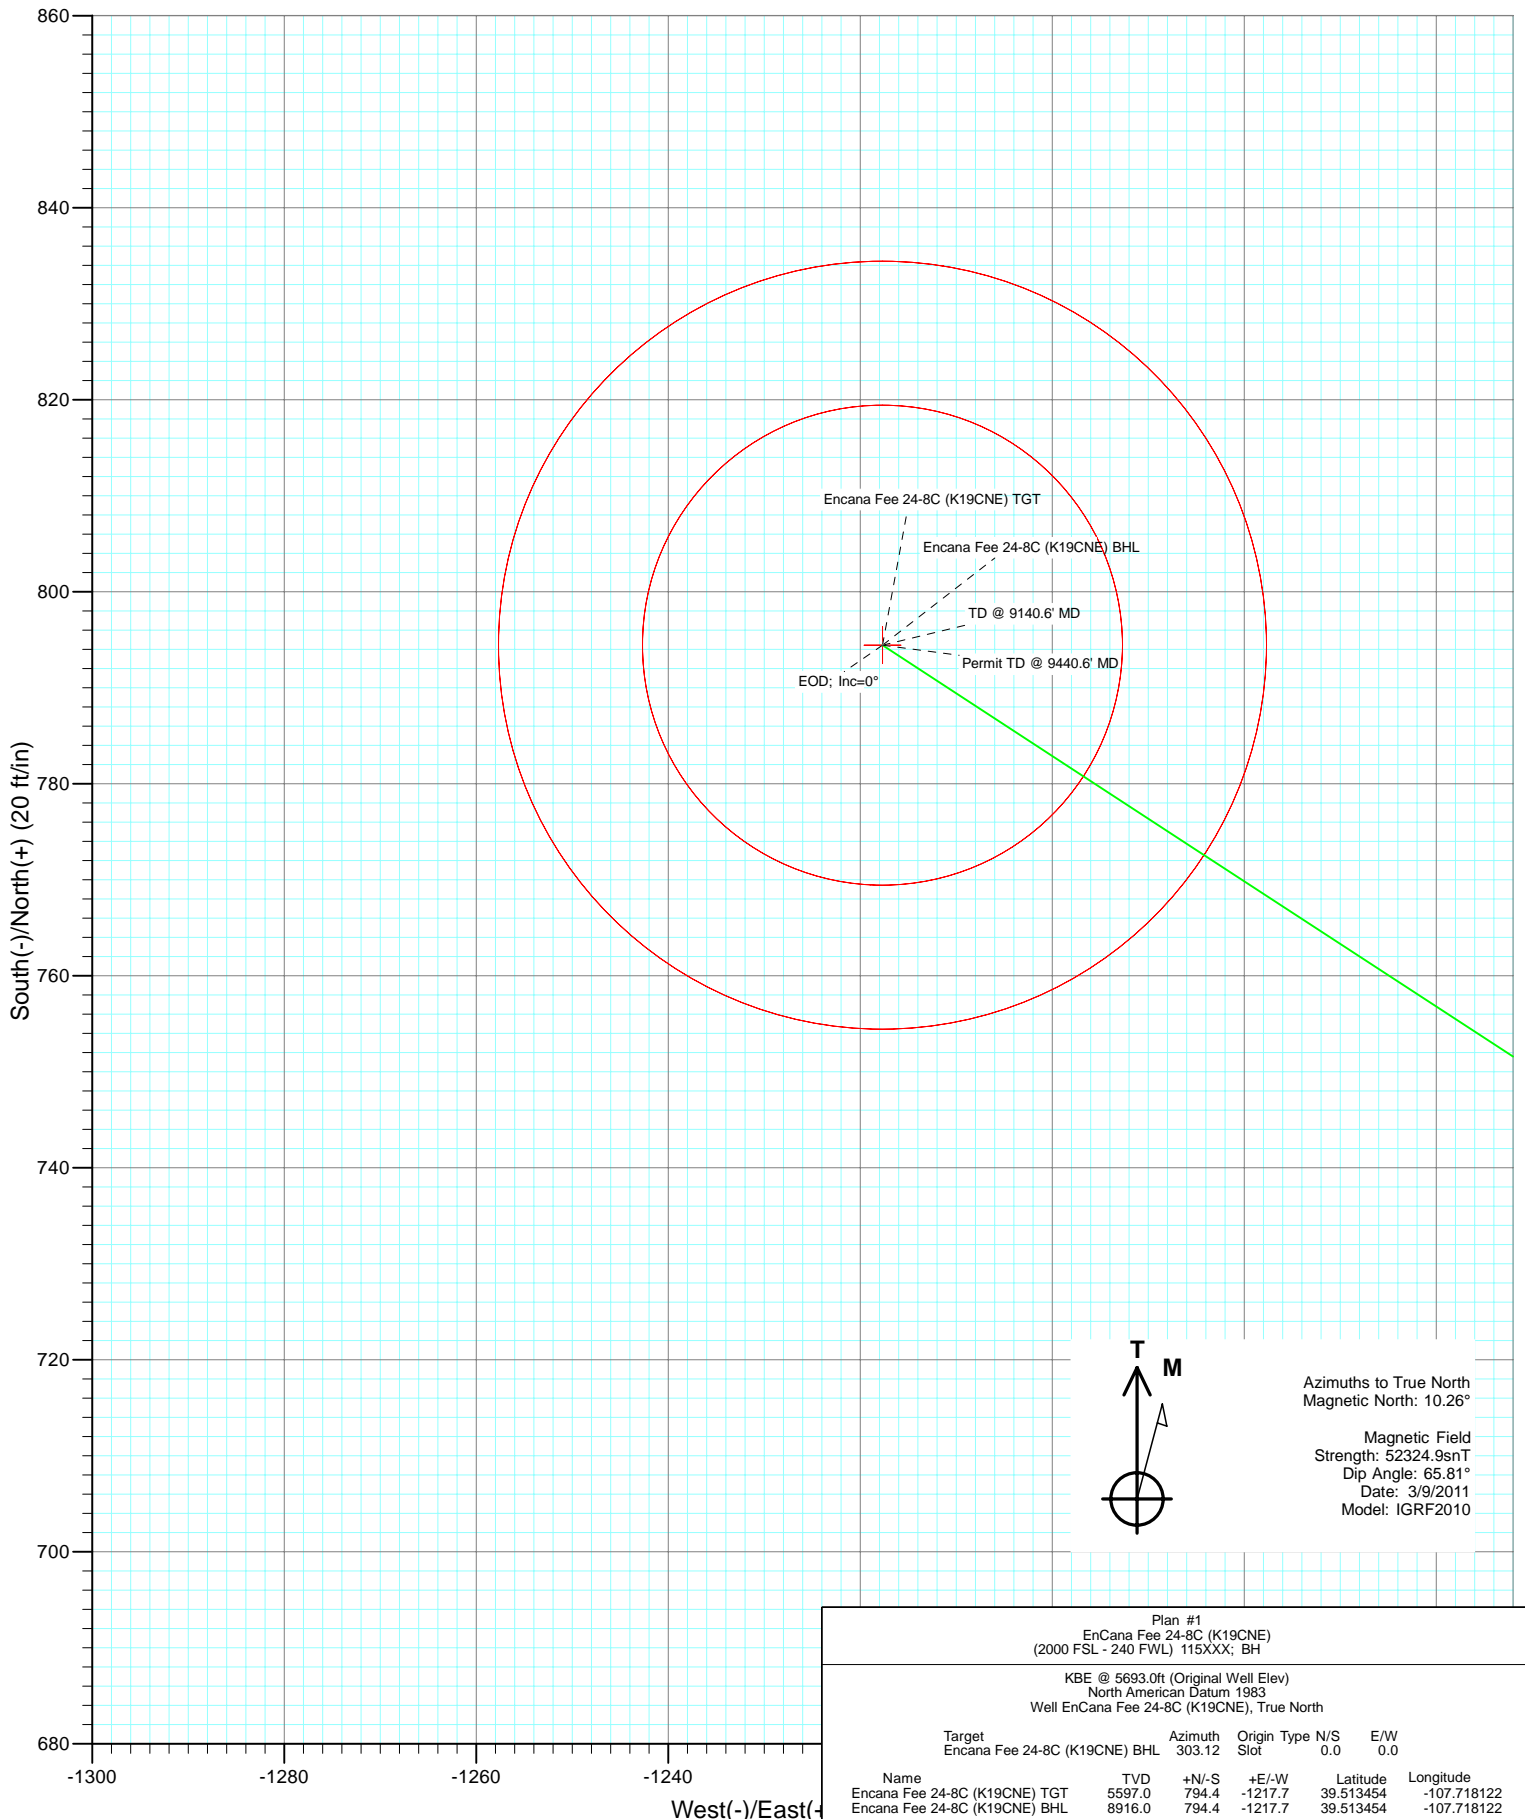 860
840
820
800
780
760
740
720
700
680
South(-)/North(+) (20 ft/in)
Encana Fee 24-8C (K19CNE) TGT
Encana Fee 24-8C (K19CNE) BHL
TD @ 9140.6' MD
Permit TD @ 9440.6' MD
EOD; Inc=0°
T
M
Azimuths to True North
Magnetic North: 10.26°
Magnetic Field
Strength: 52324.9snT
Dip Angle: 65.81°
Date: 3/9/2011
Model: IGRF2010
-1300 -1280 -1260 -1240
West(-)/East(+
Plan #1
EnCana Fee 24-8C (K19CNE)
(2000 FSL - 240 FWL) 115XXX; BH
KBE @ 5693.0ft (Original Well Elev)
North American Datum 1983
Well EnCana Fee 24-8C (K19CNE), True North
Target Azimuth Origin Type N/S E/W
Encana Fee 24-8C (K19CNE) BHL 303.12 Slot 0.0 0.0
Name TVD +N/-S +E/-W Latitude Longitude
Encana Fee 24-8C (K19CNE) TGT 5597.0 794.4 -1217.7 39.513454 -107.718122
Encana Fee 24-8C (K19CNE) BHL 8916.0 794.4 -1217.7 39.513454 -107.718122